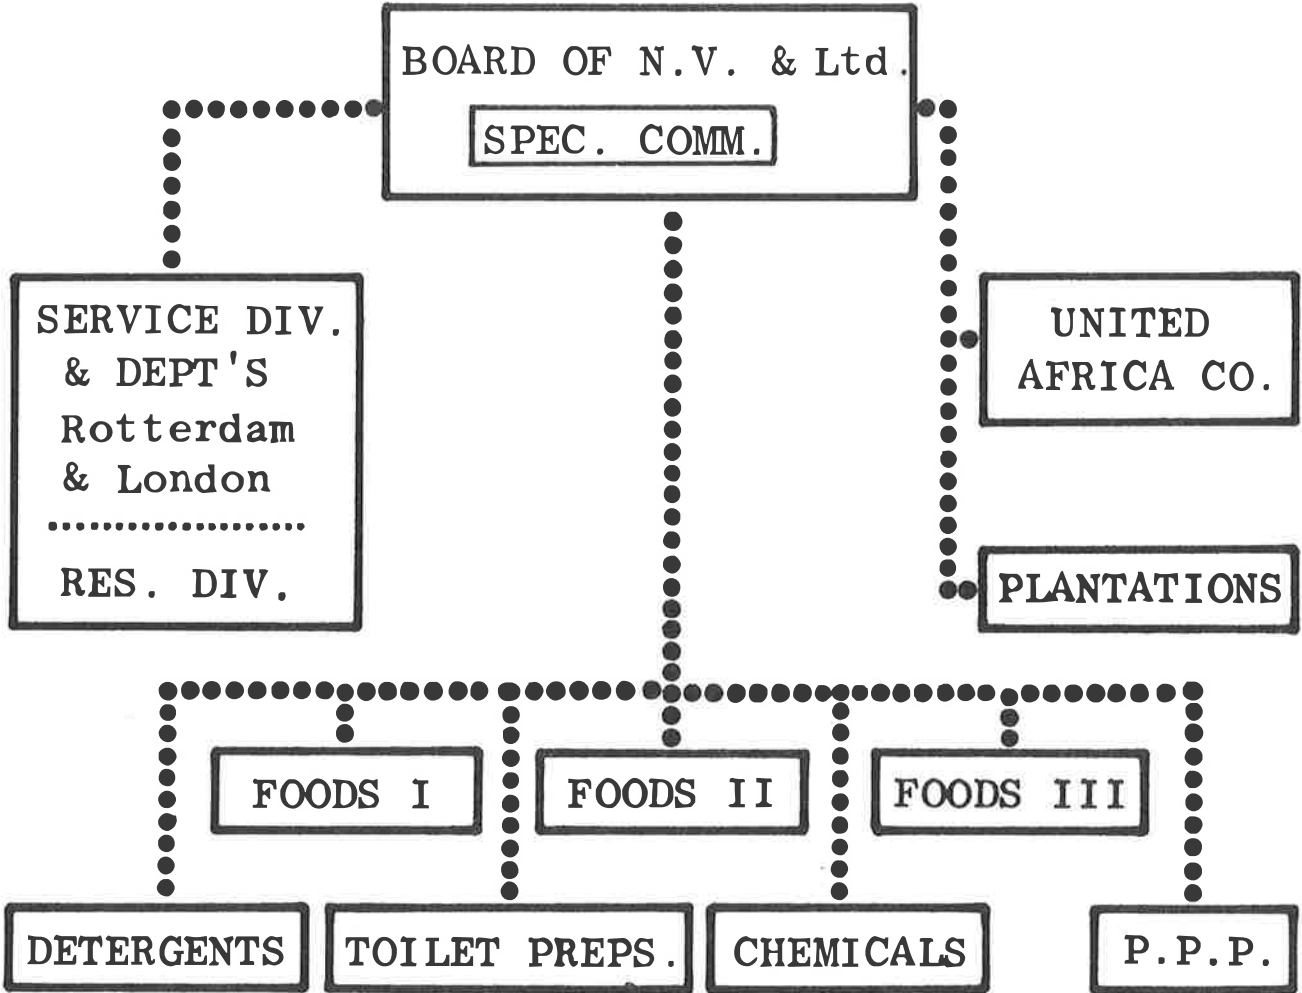 BOARD OF N.V. & Ltd.
SPEC. COMM.
SERVICE DIV.
& DEPT'S
Rotterdam
& London
RES. DIV.
UNITED
AFRICA CO.
PLANTATIONS
FOODS I
FOODS II
FOODS III
DETERGENTS
TOILET PREPS.
CHEMICALS
P.P.P.